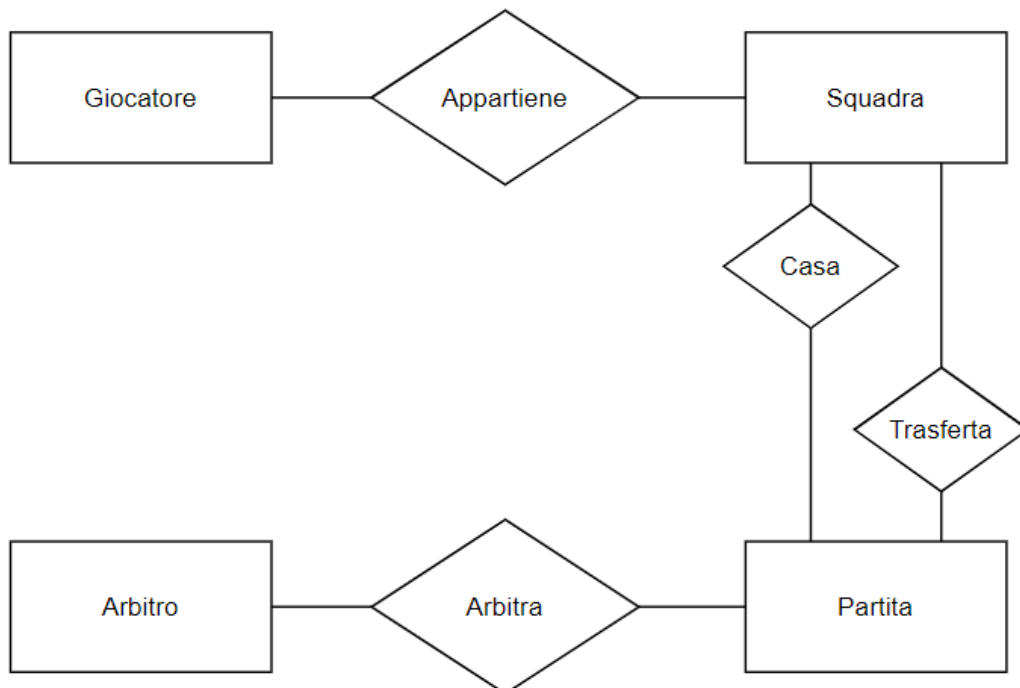 Giocatore
Appartiene
Squadra
Casa
Trasferta
Arbitro
Arbitra
Partita